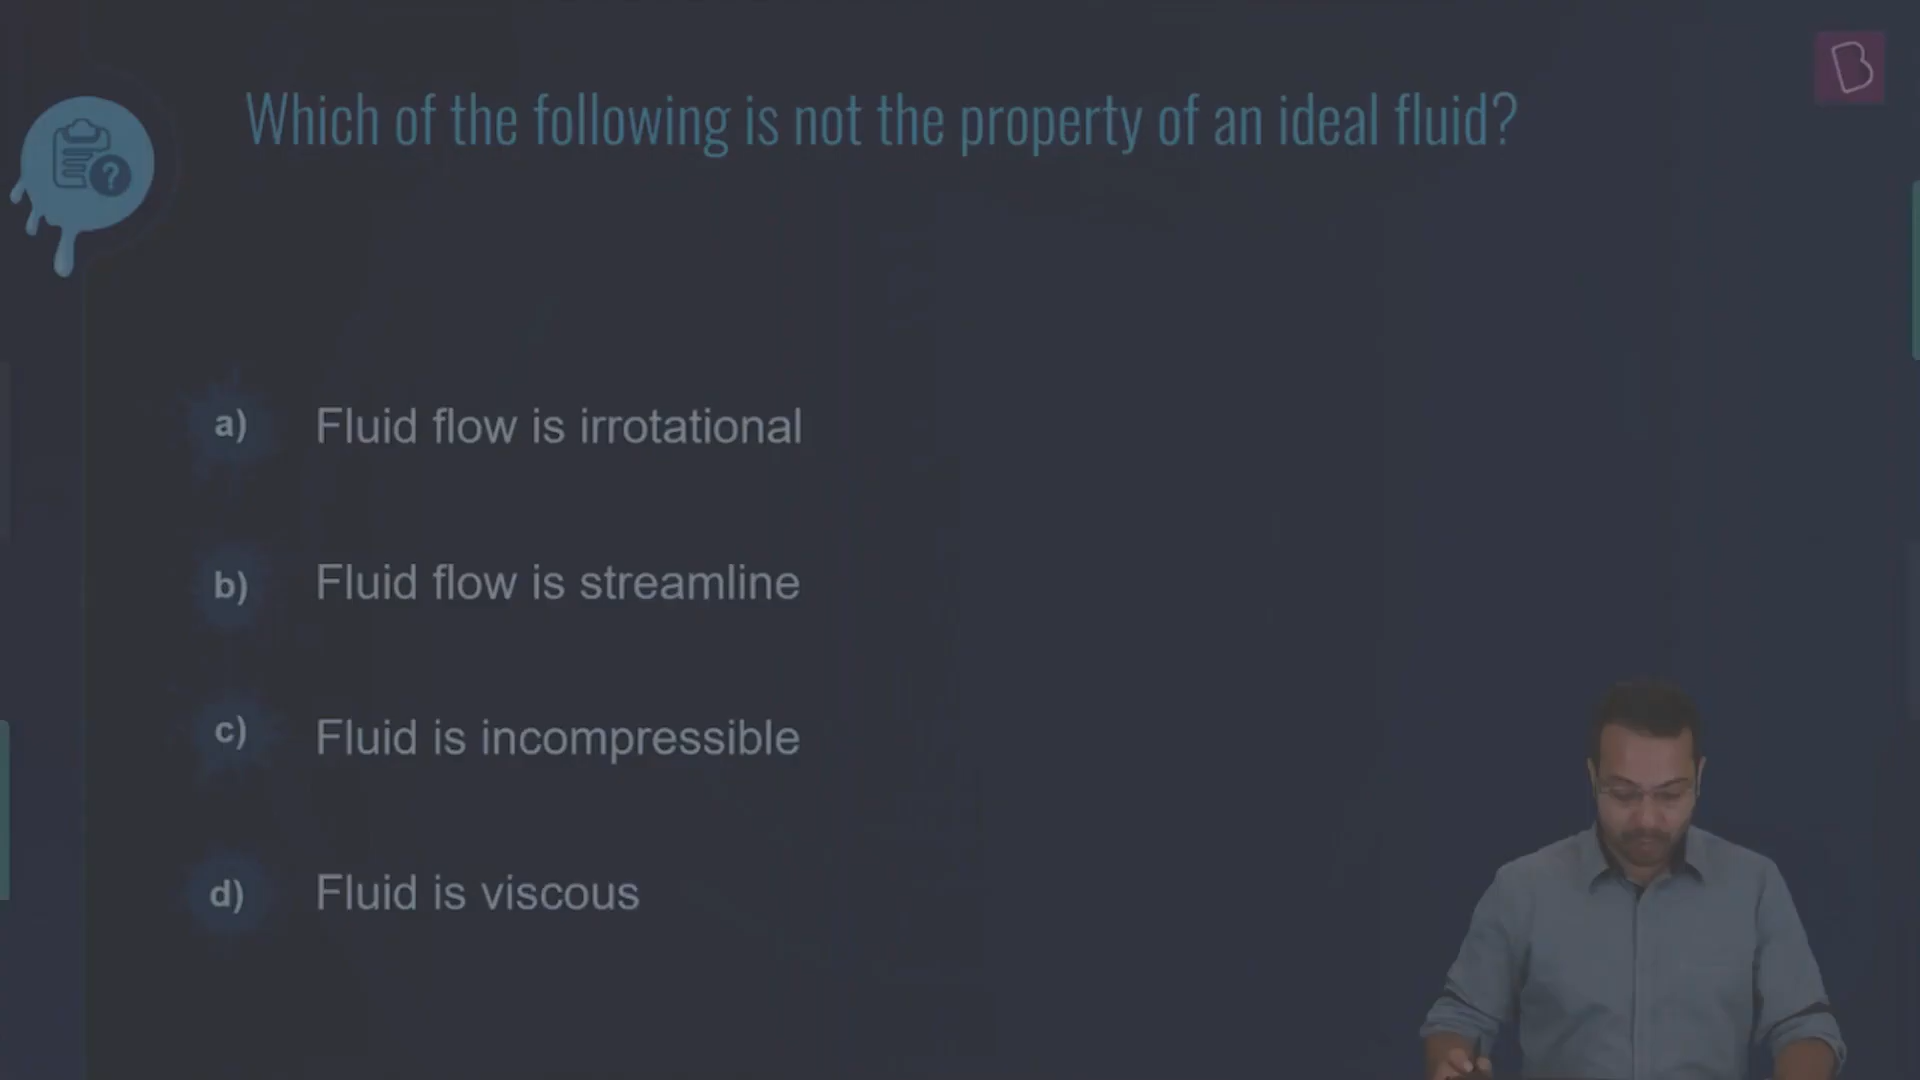 Which of the following is not the property of an ideal fluid?
B
?
a) Fluid flow is irrotational
b) Fluid flow is streamline
c) Fluid is incompressible
d) Fluid is viscous